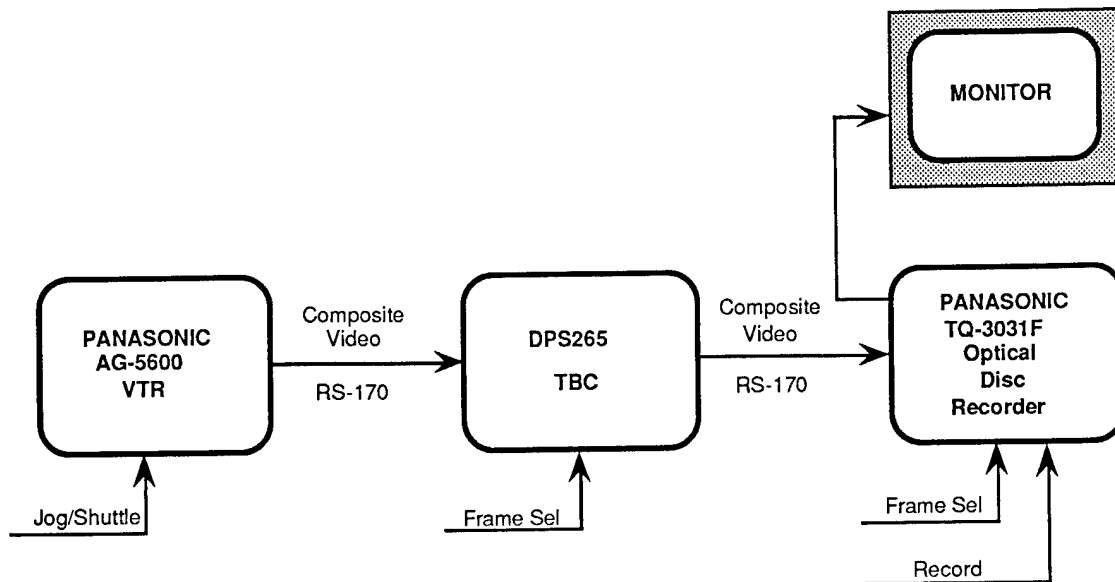 MONITOR
PANASONIC
AG-5600
VTR
Composite
Video
RS-170
DPS265
TBC
Composite
Video
RS-170
PANASONIC
TQ-3031F
Optical
Disc
Recorder
Jog/Shuttle
Frame Sel
Frame Sel
Record